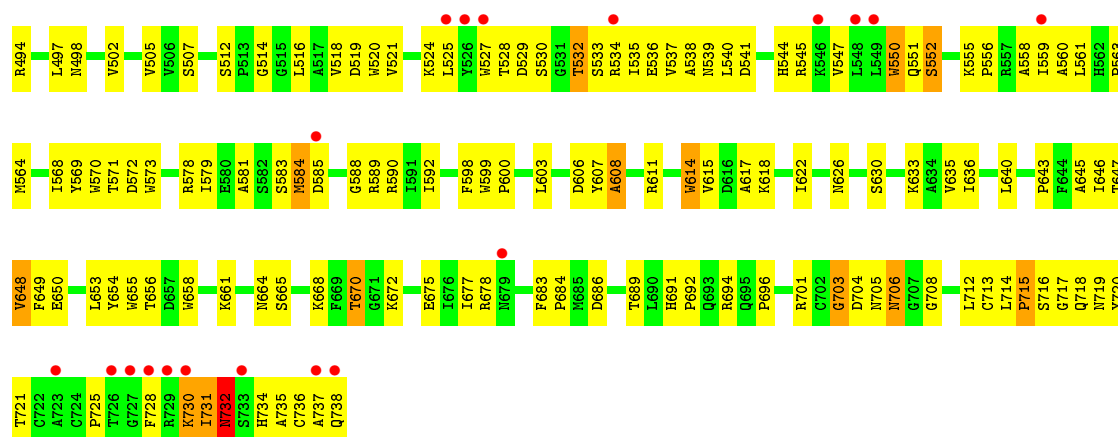 R494 L497 N498 V502 V505 V506 S507 S512 P513 G514 G515 L516 A517 V518 D519 W520 V521 K524 L525 Y526 W527 T528 D529 S530 G531 T532 S533 R534 I535 E536 V537 A538 N539 L540 D541 H544 R545 K546 V547 L548 L549 W550 Q551 S552 K555 P556 R557 A558 I559 A560 L561 H562 P563
M564 I568 Y569 W570 T571 D572 W573 R578 I579 E580 A581 S582 S583 M584 D585 G588 R589 R590 I591 I592 F598 W599 P600 L603 D606 Y607 A608 R611 W614 V615 D616 A617 K618 I622 N626 S630 K633 A634 V635 I636 L640 P643 F644 A645 I646 T647
V648 F649 E650 L653 Y654 W655 T656 D657 W658 K661 N664 S665 K668 F669 T670 G671 K672 E675 I676 I677 R678 N679 F683 P684 M685 D686 T689 L690 H691 P692 Q693 R694 Q695 P696 R701 C702 G703 D704 N705 N706 G707 G708 L712 C713 L714 P715 S716 G717 Q718 N719 Y720
T721 C722 A723 C724 P725 T726 G727 F728 R729 K730 I731 N732 S733 H734 A735 C736 A737 Q738